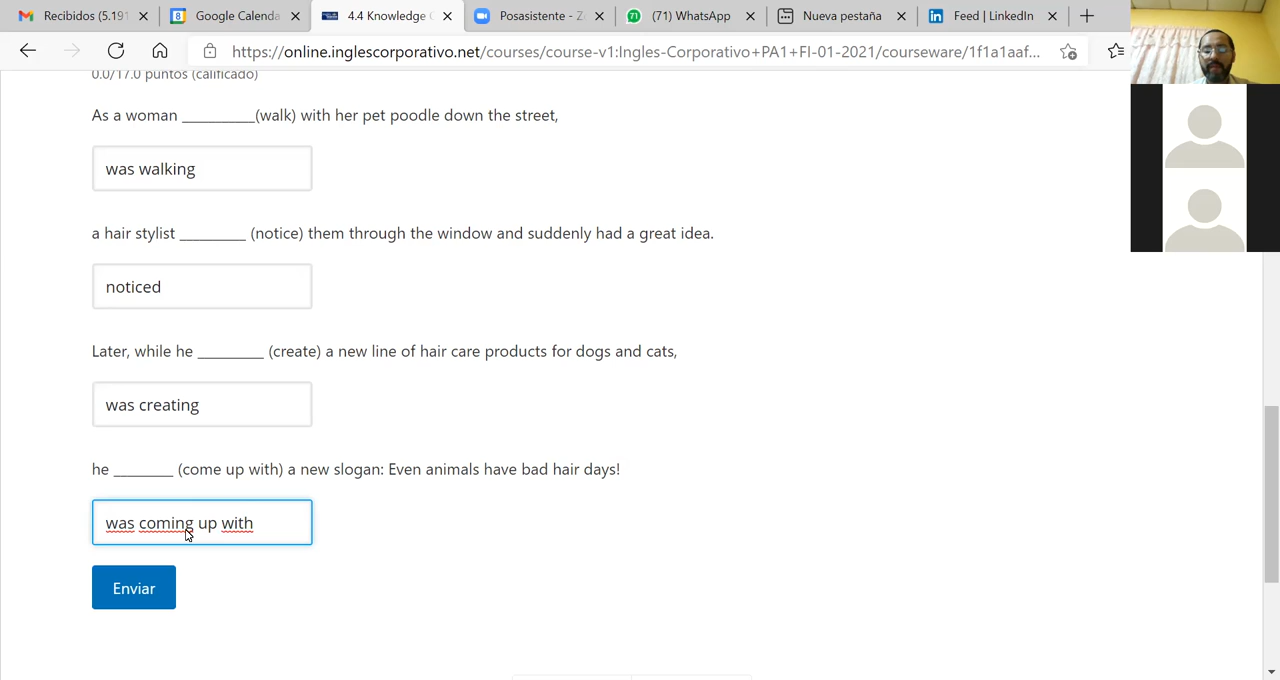 Recibidos (5.191
Google Calenda
4.4 Knowledge C
Posasistente - Z
(71) WhatsApp
Nueva pestaña
Feed | LinkedIn
https://online.inglescorporativo.net/courses/course-v1:Ingles-Corporativo+PA1+FI-01-2021/courseware/1f1a1aaf...
0.0/17.0 puntos (calificado)
As a woman __________(walk) with her pet poodle down the street,
was walking
a hair stylist _________ (notice) them through the window and suddenly had a great idea.
noticed
Later, while he _________ (create) a new line of hair care products for dogs and cats,
was creating
he ________ (come up with) a new slogan: Even animals have bad hair days!
was coming up with
Enviar